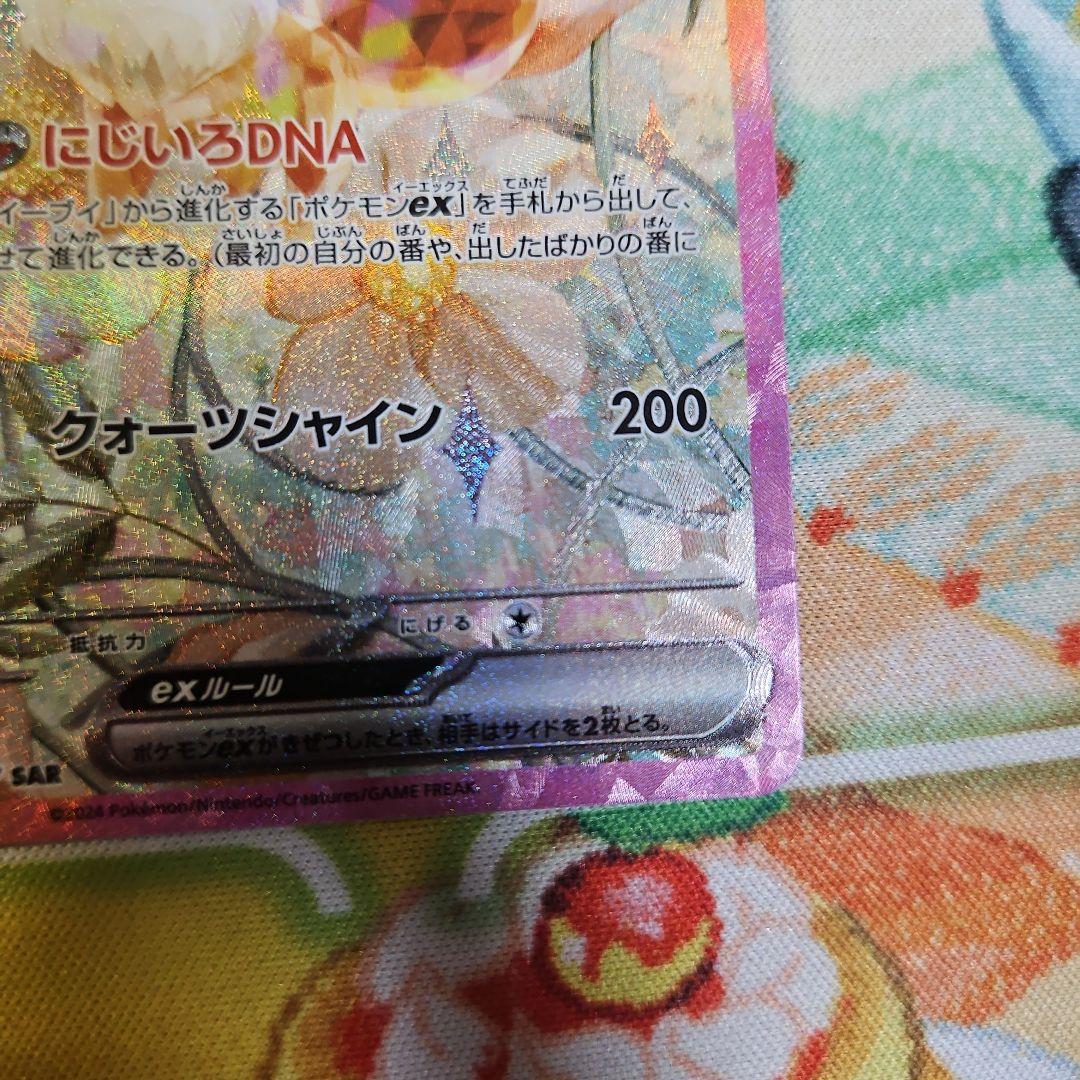 にじいろDNA
イーブイ」から進化する「ポケモンex」を手札から出して、
せて進化できる。(最初の自分の番や、出したばかりの番に
クォーツシャイン 200
抵抗力 にげる
exルール
ポケモンexがきぜつしたとき、相手はサイドを2枚とる。
SAR
©2024 Pokémon/Nintendo/Creatures/GAME FREAK.